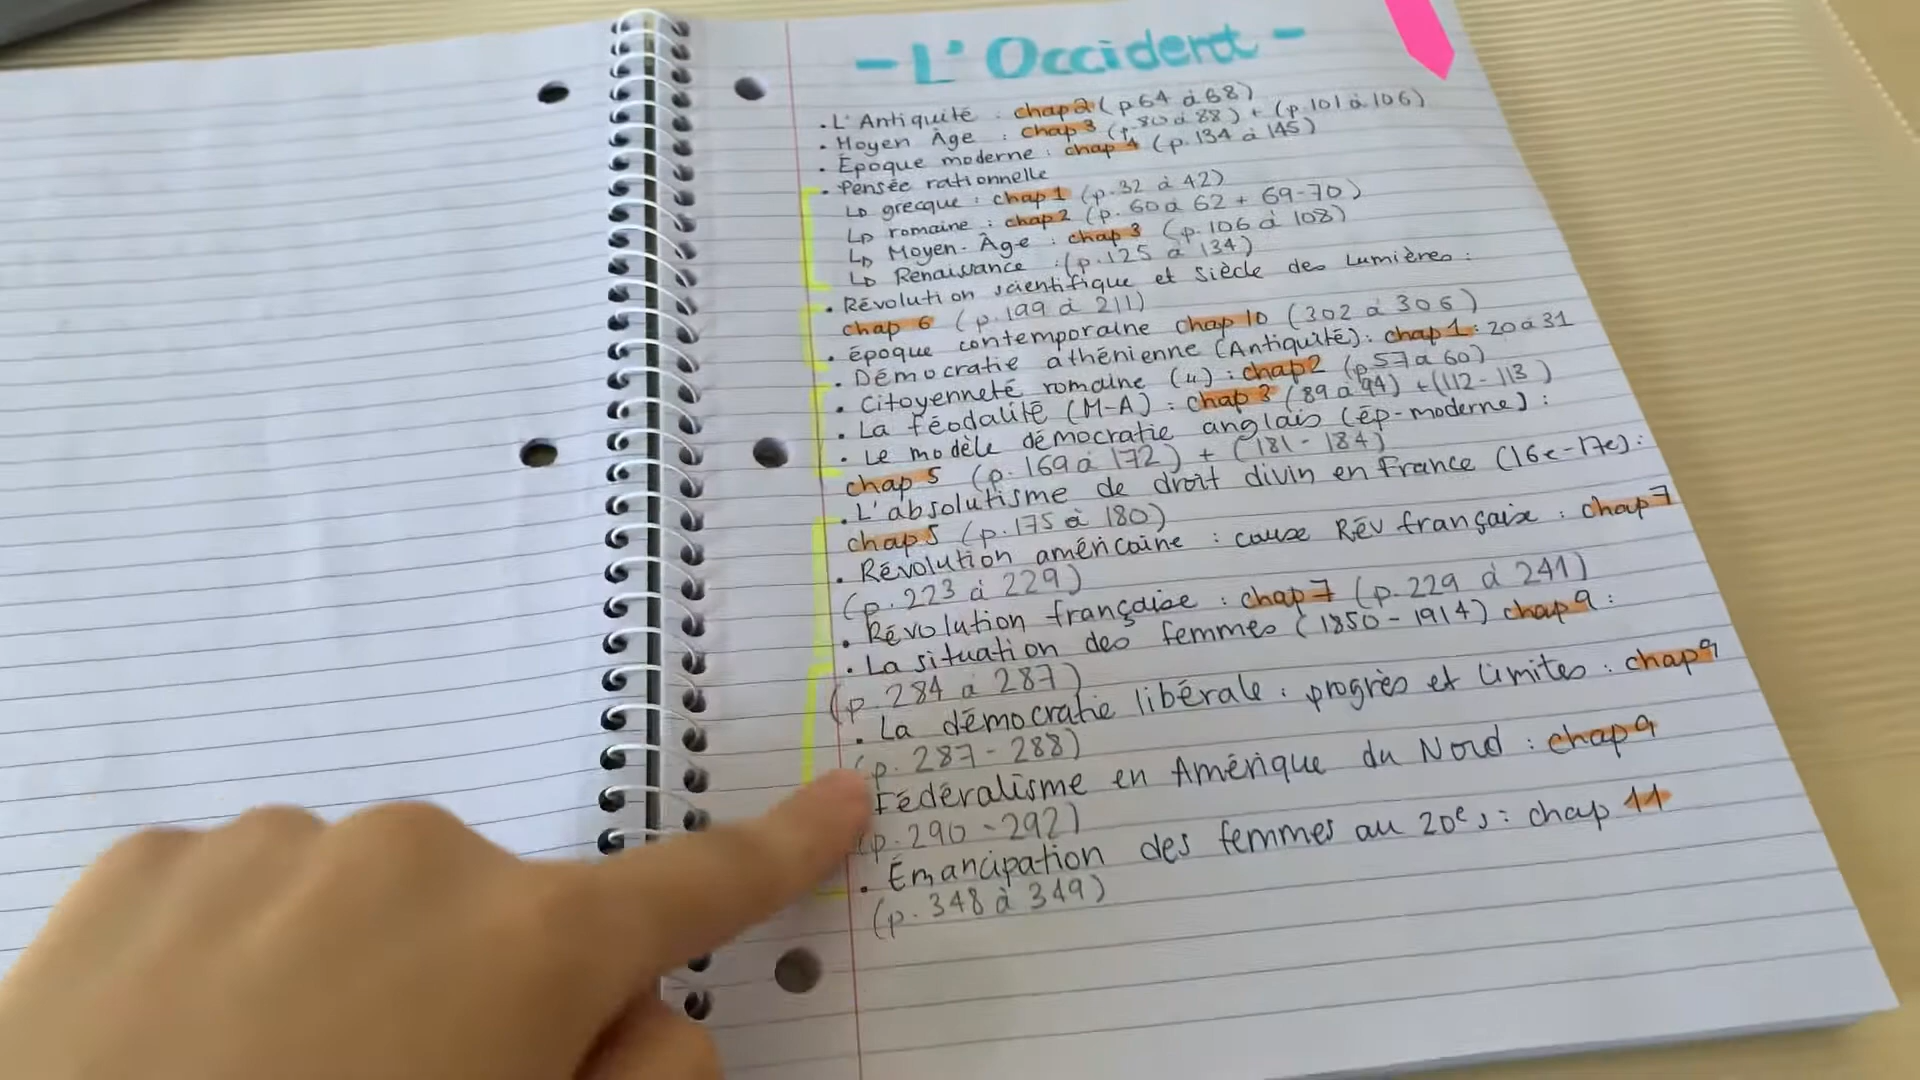 - L'Occident -
. L'Antiquité : chap 2 (p.64 à 68)
. Moyen Âge : chap 3 (p.80 à 88) + (p.101 à 106)
. Époque moderne : chap 4 (p.134 à 145)
. Pensée rationnelle
↳ grecque : chap 1 (p.32 à 42)
↳ romaine : chap 2 (p.60 à 62 + 69-70)
↳ Moyen-Âge : chap 3 (p.106 à 108)
↳ Renaissance : (p.125 à 134)
. Révolution scientifique et siècle des Lumières :
chap 6 (p.199 à 211)
. époque contemporaine chap 10 (302 à 306)
. Démocratie athénienne (Antiquité) : chap 1 : 20 à 31
. Citoyenneté romaine (u) : chap 2 (p.57 à 60)
. La féodalité (M-A) : chap 3 (89 à 94) + (112-113)
. Le modèle démocratie anglais (ép-moderne) :
chap 5 (p.169 à 172) + (181-184)
. L'absolutisme de droit divin en France (16e-17e) :
chap 5 (p.175 à 180)
. Révolution américaine : cause Rév française : chap 7
(p.223 à 229)
. Révolution française : chap 7 (p.229 à 241)
. La situation des femmes (1850-1914) chap 9 :
(p.284 à 287)
. La démocratie libérale : progrès et limites : chap 9
(p.287-288)
Fédéralisme en Amérique du Nord : chap 9
(p.290-292)
. Émancipation des femmes au 20e s : chap 11
(p.348 à 349)